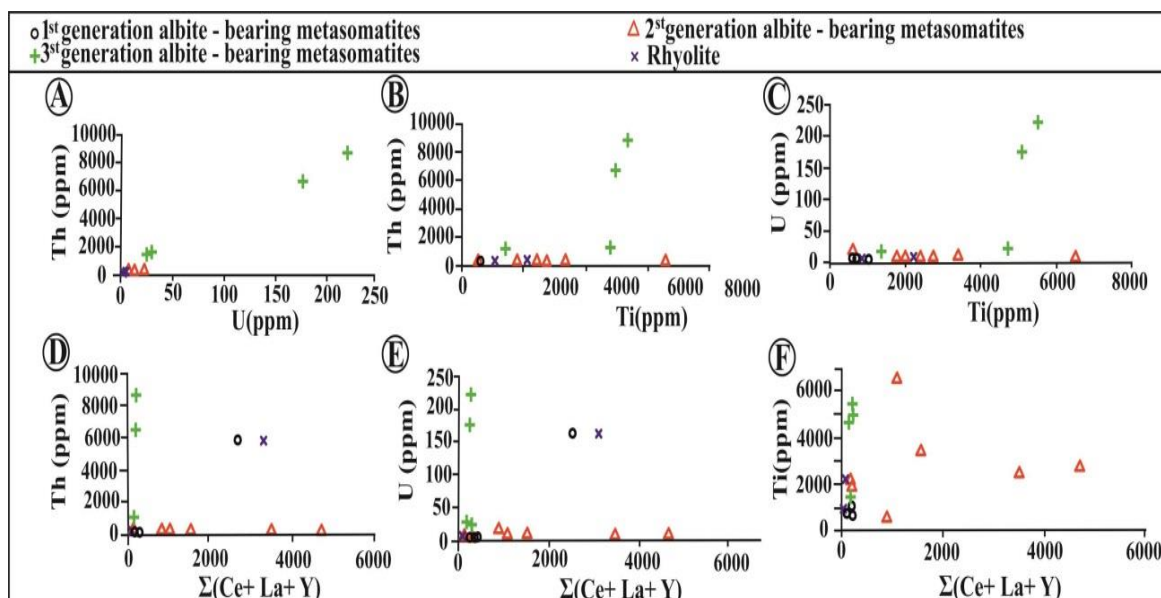 1st generation albite - bearing metasomatites
2st generation albite - bearing metasomatites
3st generation albite - bearing metasomatites
Rhyolite
A
Th (ppm)
10000
8000
6000
4000
2000
0
0
50
100
150
200
250
U(ppm)
B
Th (ppm)
10000
8000
6000
4000
2000
0
0
2000
4000
6000
8000
Ti(ppm)
C
U (ppm)
250
200
150
100
50
0
0
2000
4000
6000
8000
Ti(ppm)
D
Th (ppm)
10000
8000
6000
4000
2000
0
0
2000
4000
6000
Σ(Ce+ La+ Y)
E
U (ppm)
250
200
150
100
50
0
0
2000
4000
6000
Σ(Ce+ La+ Y)
F
Ti(ppm)
6000
4000
2000
0
0
2000
4000
6000
Σ(Ce+ La+ Y)